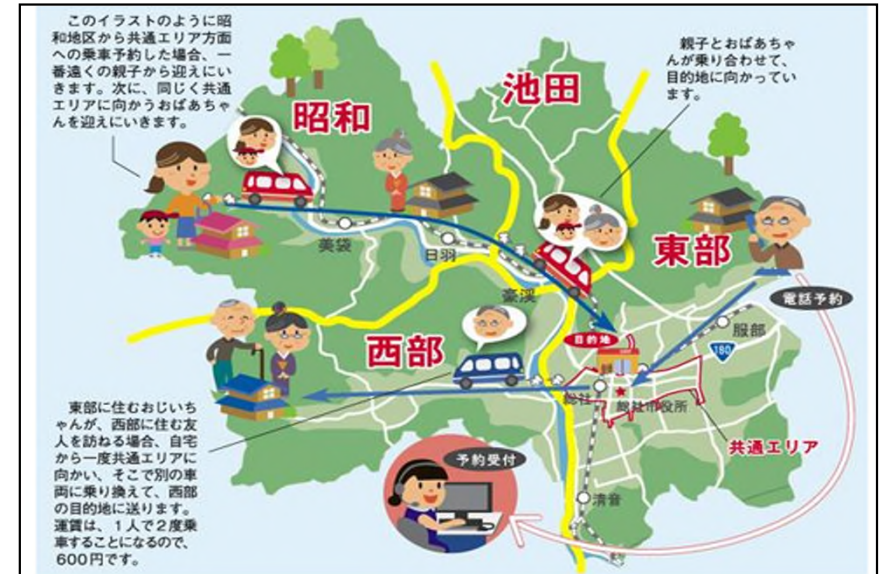 このイラストのように昭
和地区から共通エリア方面
への乗車予約した場合、一
番遠くの親子から迎えにい
きます。次に、同じく共通
エリアに向かうおばあちゃ
んを迎えにいきます。
親子とおばあちゃ
んが乗り合わせて、
目的地に向かってい
ます。
池田
昭和
東部
美袋
日羽
豪渓
電話予約
服部
180
目的地
西部
総社
総社市役所
共通エリア
東部に住むおじいち
ゃんが、西部に住む友
人を訪ねる場合、自宅
から一度共通エリアに
向かい、そこで別の車
両に乗り換えて、西部
の目的地に送ります。
運賃は、1人で2度乗
車することになるので、
600円です。
予約受付
清音